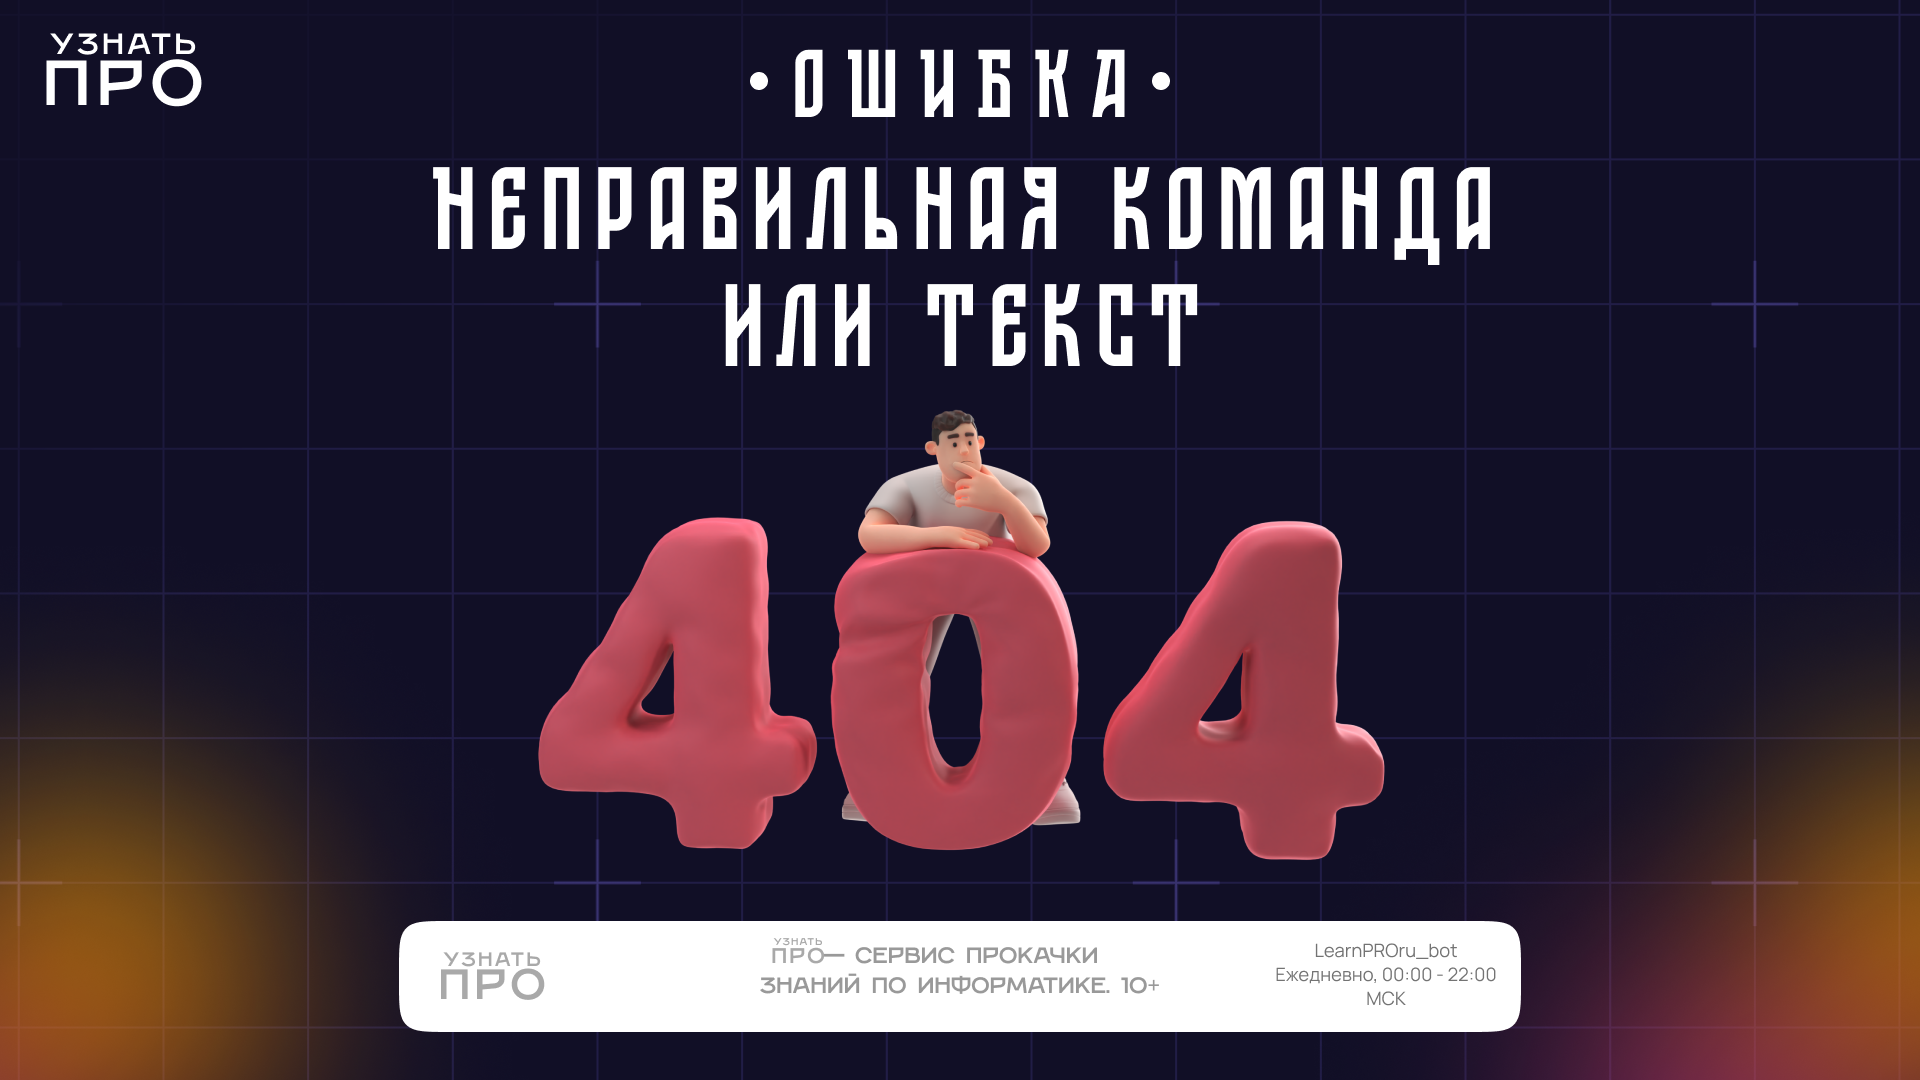 УЗНАТЬ
ПРО
•ОШИБКА•
НЕПРАВИЛЬНАЯ КОМАНДА
ИЛИ ТЕКСТ
404
УЗНАТЬ
ПРО
УЗНАТЬ
ПРО— СЕРВИС ПРОКАЧКИ
ЗНАНИЙ ПО ИНФОРМАТИКЕ. 10+
LearnPROru_bot
Ежедневно, 00:00 - 22:00
МСК